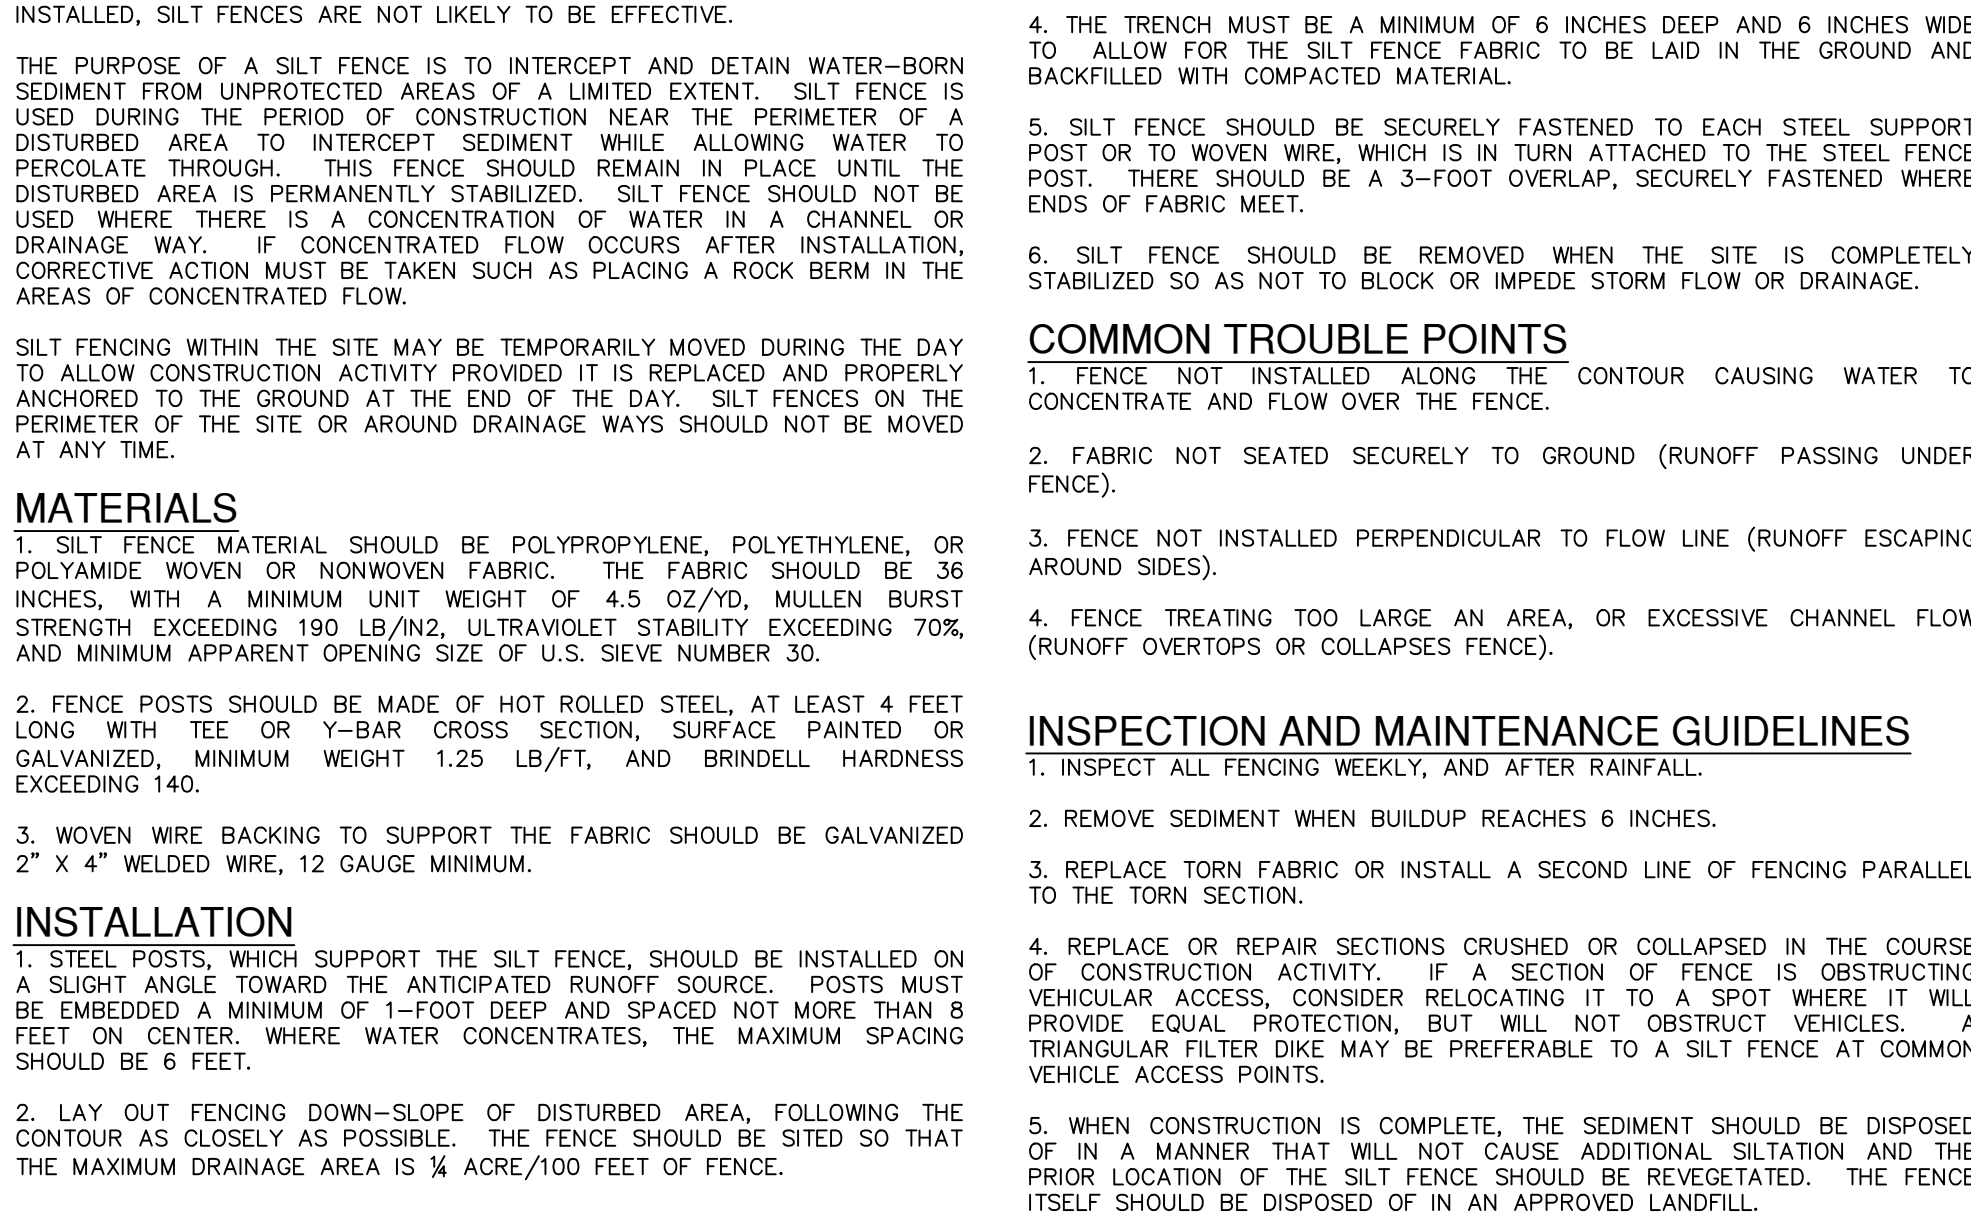 INSTALLED, SILT FENCES ARE NOT LIKELY TO BE EFFECTIVE.
THE PURPOSE OF A SILT FENCE IS TO INTERCEPT AND DETAIN WATER–BORN
SEDIMENT FROM UNPROTECTED AREAS OF A LIMITED EXTENT. SILT FENCE IS
USED DURING THE PERIOD OF CONSTRUCTION NEAR THE PERIMETER OF A
DISTURBED AREA TO INTERCEPT SEDIMENT WHILE ALLOWING WATER TO
PERCOLATE THROUGH. THIS FENCE SHOULD REMAIN IN PLACE UNTIL THE
DISTURBED AREA IS PERMANENTLY STABILIZED. SILT FENCE SHOULD NOT BE
USED WHERE THERE IS A CONCENTRATION OF WATER IN A CHANNEL OR
DRAINAGE WAY. IF CONCENTRATED FLOW OCCURS AFTER INSTALLATION,
CORRECTIVE ACTION MUST BE TAKEN SUCH AS PLACING A ROCK BERM IN THE
AREAS OF CONCENTRATED FLOW.
SILT FENCING WITHIN THE SITE MAY BE TEMPORARILY MOVED DURING THE DAY
TO ALLOW CONSTRUCTION ACTIVITY PROVIDED IT IS REPLACED AND PROPERLY
ANCHORED TO THE GROUND AT THE END OF THE DAY. SILT FENCES ON THE
PERIMETER OF THE SITE OR AROUND DRAINAGE WAYS SHOULD NOT BE MOVED
AT ANY TIME.
MATERIALS
1. SILT FENCE MATERIAL SHOULD BE POLYPROPYLENE, POLYETHYLENE, OR
POLYAMIDE WOVEN OR NONWOVEN FABRIC. THE FABRIC SHOULD BE 36
INCHES, WITH A MINIMUM UNIT WEIGHT OF 4.5 OZ/YD, MULLEN BURST
STRENGTH EXCEEDING 190 LB/IN2, ULTRAVIOLET STABILITY EXCEEDING 70%,
AND MINIMUM APPARENT OPENING SIZE OF U.S. SIEVE NUMBER 30.
2. FENCE POSTS SHOULD BE MADE OF HOT ROLLED STEEL, AT LEAST 4 FEET
LONG WITH TEE OR Y–BAR CROSS SECTION, SURFACE PAINTED OR
GALVANIZED, MINIMUM WEIGHT 1.25 LB/FT, AND BRINDELL HARDNESS
EXCEEDING 140.
3. WOVEN WIRE BACKING TO SUPPORT THE FABRIC SHOULD BE GALVANIZED
2” X 4” WELDED WIRE, 12 GAUGE MINIMUM.
INSTALLATION
1. STEEL POSTS, WHICH SUPPORT THE SILT FENCE, SHOULD BE INSTALLED ON
A SLIGHT ANGLE TOWARD THE ANTICIPATED RUNOFF SOURCE. POSTS MUST
BE EMBEDDED A MINIMUM OF 1–FOOT DEEP AND SPACED NOT MORE THAN 8
FEET ON CENTER. WHERE WATER CONCENTRATES, THE MAXIMUM SPACING
SHOULD BE 6 FEET.
2. LAY OUT FENCING DOWN–SLOPE OF DISTURBED AREA, FOLLOWING THE
CONTOUR AS CLOSELY AS POSSIBLE. THE FENCE SHOULD BE SITED SO THAT
THE MAXIMUM DRAINAGE AREA IS ¼ ACRE/100 FEET OF FENCE.
4. THE TRENCH MUST BE A MINIMUM OF 6 INCHES DEEP AND 6 INCHES WIDE
TO ALLOW FOR THE SILT FENCE FABRIC TO BE LAID IN THE GROUND AND
BACKFILLED WITH COMPACTED MATERIAL.
5. SILT FENCE SHOULD BE SECURELY FASTENED TO EACH STEEL SUPPORT
POST OR TO WOVEN WIRE, WHICH IS IN TURN ATTACHED TO THE STEEL FENCE
POST. THERE SHOULD BE A 3–FOOT OVERLAP, SECURELY FASTENED WHERE
ENDS OF FABRIC MEET.
6. SILT FENCE SHOULD BE REMOVED WHEN THE SITE IS COMPLETELY
STABILIZED SO AS NOT TO BLOCK OR IMPEDE STORM FLOW OR DRAINAGE.
COMMON TROUBLE POINTS
1. FENCE NOT INSTALLED ALONG THE CONTOUR CAUSING WATER TO
CONCENTRATE AND FLOW OVER THE FENCE.
2. FABRIC NOT SEATED SECURELY TO GROUND (RUNOFF PASSING UNDER
FENCE).
3. FENCE NOT INSTALLED PERPENDICULAR TO FLOW LINE (RUNOFF ESCAPING
AROUND SIDES).
4. FENCE TREATING TOO LARGE AN AREA, OR EXCESSIVE CHANNEL FLOW
(RUNOFF OVERTOPS OR COLLAPSES FENCE).
INSPECTION AND MAINTENANCE GUIDELINES
1. INSPECT ALL FENCING WEEKLY, AND AFTER RAINFALL.
2. REMOVE SEDIMENT WHEN BUILDUP REACHES 6 INCHES.
3. REPLACE TORN FABRIC OR INSTALL A SECOND LINE OF FENCING PARALLEL
TO THE TORN SECTION.
4. REPLACE OR REPAIR SECTIONS CRUSHED OR COLLAPSED IN THE COURSE
OF CONSTRUCTION ACTIVITY. IF A SECTION OF FENCE IS OBSTRUCTING
VEHICULAR ACCESS, CONSIDER RELOCATING IT TO A SPOT WHERE IT WILL
PROVIDE EQUAL PROTECTION, BUT WILL NOT OBSTRUCT VEHICLES. A
TRIANGULAR FILTER DIKE MAY BE PREFERABLE TO A SILT FENCE AT COMMON
VEHICLE ACCESS POINTS.
5. WHEN CONSTRUCTION IS COMPLETE, THE SEDIMENT SHOULD BE DISPOSED
OF IN A MANNER THAT WILL NOT CAUSE ADDITIONAL SILTATION AND THE
PRIOR LOCATION OF THE SILT FENCE SHOULD BE REVEGETATED. THE FENCE
ITSELF SHOULD BE DISPOSED OF IN AN APPROVED LANDFILL.